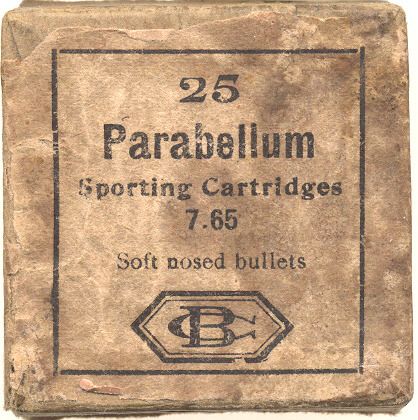 25
Parabellum
Sporting Cartridges
7.65
Soft nosed bullets